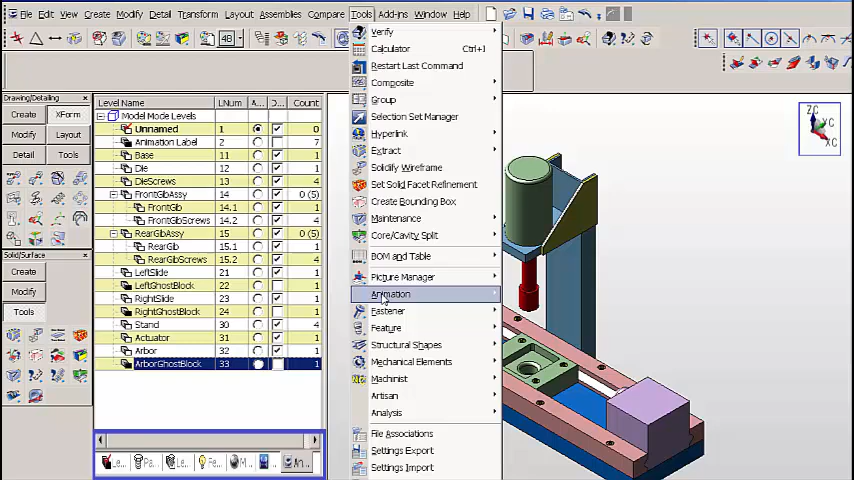 File Edit View Create Modify Detail Transform Layout Assemblies Compare Tools Add-Ins Window Help
4B
Verify
Calculator Ctrl+1
Restart Last Command
Composite
Group
Selection Set Manager
Hyperlink
Extract
Solidify Wireframe
Set Solid Facet Refinement
Create Bounding Box
Maintenance
Core/Cavity Split
BOM and Table
Picture Manager
Animation
Fastener
Feature
Structural Shapes
Mechanical Elements
Machinist
Artisan
Analysis
File Associations
Settings Export
Settings Import
Drawing/Detailing
Create XForm
Modify Layout
Detail Tools
Solid/Surface
Create
Modify
Tools
Level Name LNum A... D... Count
Model Mode Levels
Unnamed 1 0
Animation Label 2 7
Base 11 1
Die 12 1
DieScrews 13 4
FrontGibAssy 14 0 (5)
FrontGib 14.1 1
FrontGibScrews 14.2 4
RearGibAssy 15 0 (5)
RearGib 15.1 1
RearGibScrews 15.2 4
LeftSlide 21 1
LeftGhostBlock 22 1
RightSlide 23 1
RightGhostBlock 24 1
Stand 30 4
Actuator 31 1
Arbor 32 1
ArborGhostBlock 33 1
Le... Pa... Le... Fe... M... An...
ZC
YC
XC